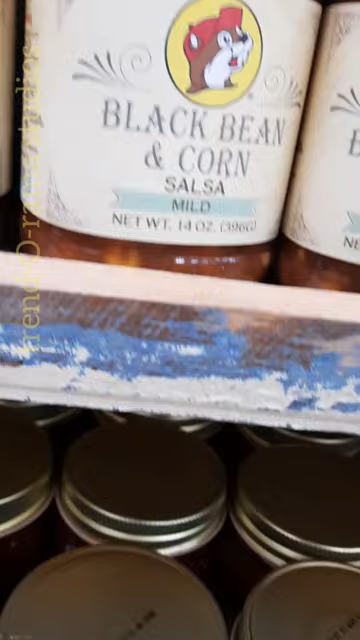 BLACK BEAN
& CORN
SALSA
MILD
NET WT. 14 OZ. (396G)